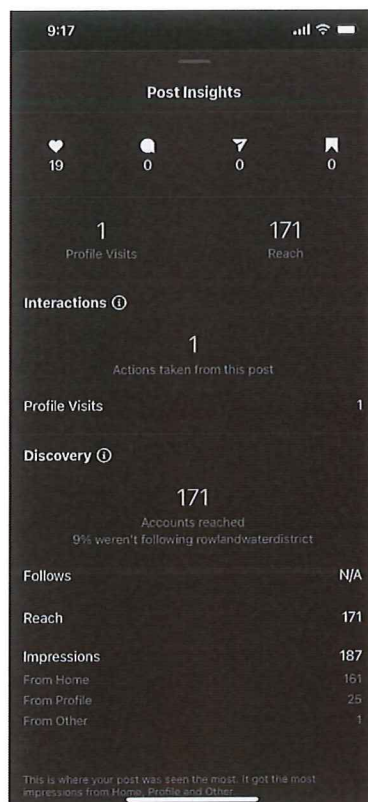 9:17
Post Insights
19 0 0 0
1 171
Profile Visits Reach
Interactions
1
Actions taken from this post
Profile Visits 1
Discovery
171
Accounts reached
9% weren't following rowlandwaterdistrict
Follows N/A
Reach 171
Impressions 187
From Home 161
From Profile 25
From Other 1
This is where your post was seen the most. It got the most
impressions from Home, Profile and Other.